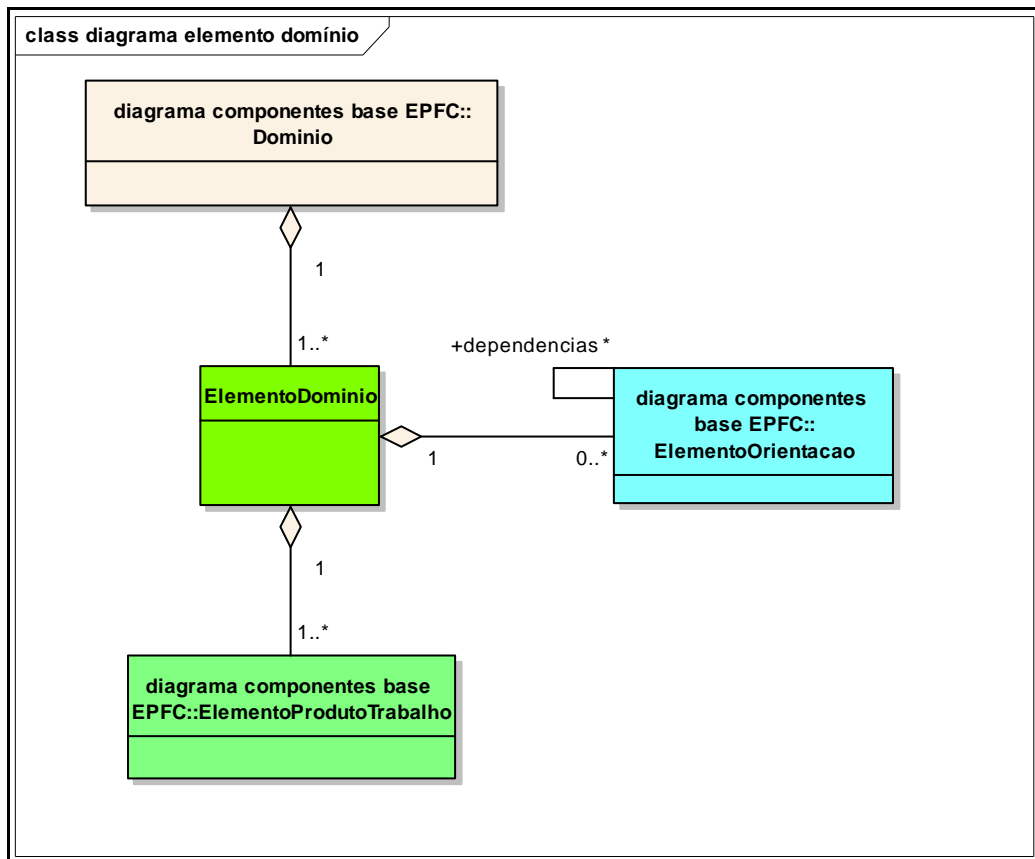 class diagrama elemento domínio
diagrama componentes base EPFC::
Dominio
1
1..*
+dependencias *
ElementoDominio
diagrama componentes
base EPFC::
ElementoOrientacao
1
0..*
1
1..*
diagrama componentes base
EPFC::ElementoProdutoTrabalho